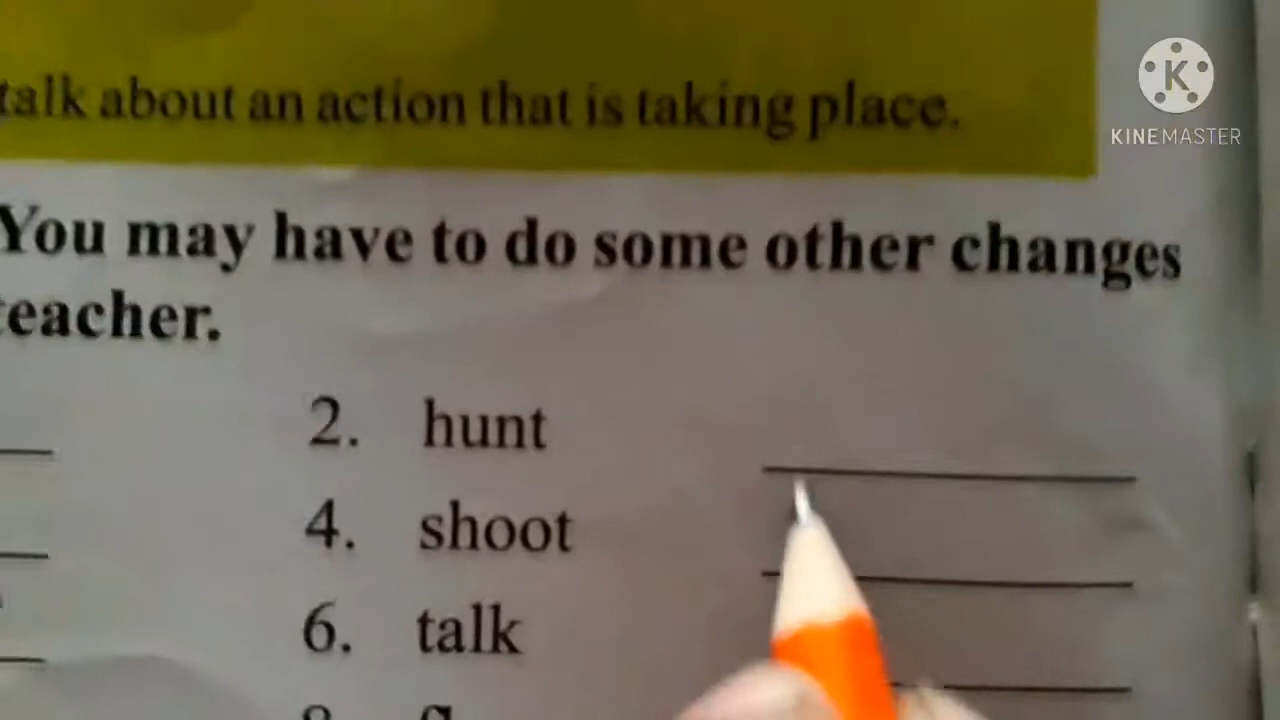 talk about an action that is taking place.
K
KINEMASTER
You may have to do some other changes
teacher.
2. hunt
4. shoot
6. talk